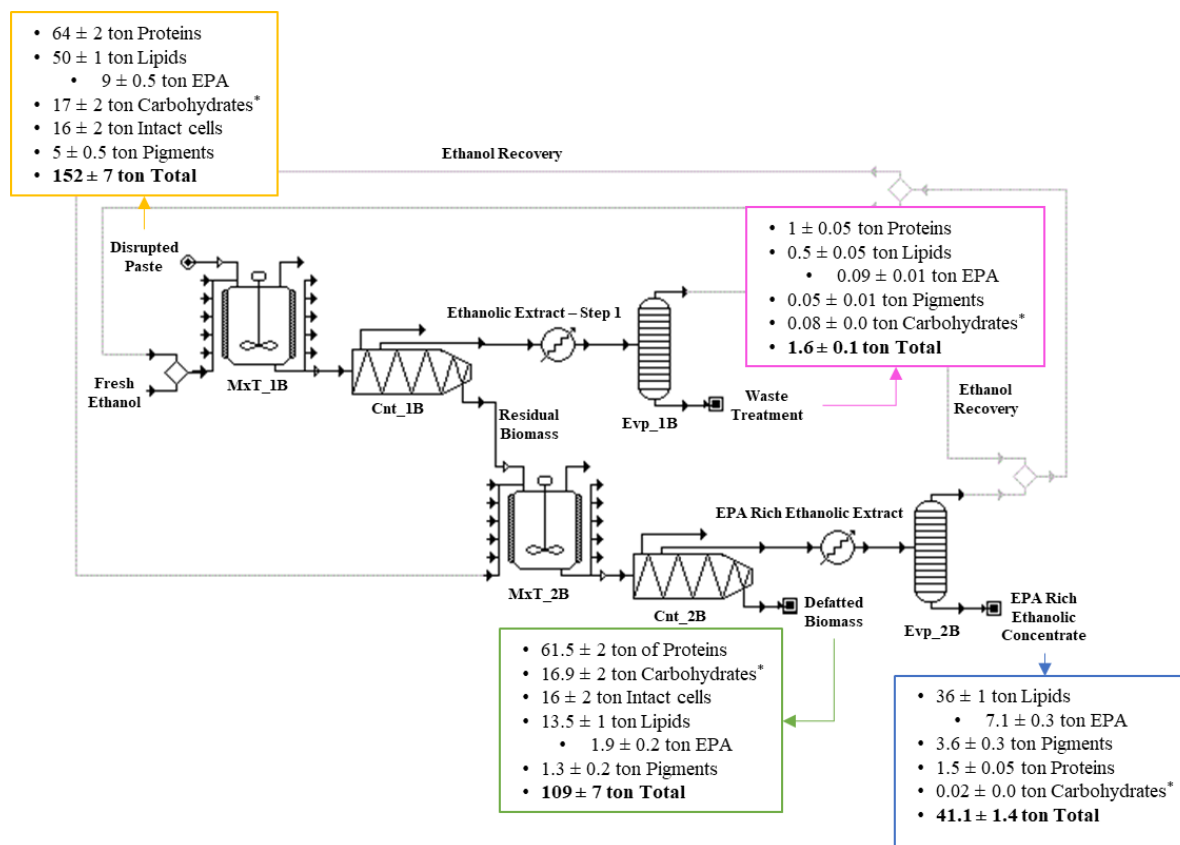 • 64 ± 2 ton Proteins
• 50 ± 1 ton Lipids
• 9 ± 0.5 ton EPA
• 17 ± 2 ton Carbohydrates*
• 16 ± 2 ton Intact cells
• 5 ± 0.5 ton Pigments
• 152 ± 7 ton Total
Ethanol Recovery
• 1 ± 0.05 ton Proteins
• 0.5 ± 0.05 ton Lipids
• 0.09 ± 0.01 ton EPA
• 0.05 ± 0.01 ton Pigments
• 0.08 ± 0.0 ton Carbohydrates*
• 1.6 ± 0.1 ton Total
Disrupted
Paste
Ethanolic Extract – Step 1
Fresh
Ethanol
MxT_1B
Cnt_1B
Evp_1B
Waste
Treatment
Ethanol
Recovery
Residual
Biomass
EPA Rich Ethanolic Extract
MxT_2B
Cnt_2B
Defatted
Biomass
Evp_2B
EPA Rich
Ethanolic
Concentrate
• 61.5 ± 2 ton of Proteins
• 16.9 ± 2 ton Carbohydrates*
• 16 ± 2 ton Intact cells
• 13.5 ± 1 ton Lipids
• 1.9 ± 0.2 ton EPA
• 1.3 ± 0.2 ton Pigments
• 109 ± 7 ton Total
• 36 ± 1 ton Lipids
• 7.1 ± 0.3 ton EPA
• 3.6 ± 0.3 ton Pigments
• 1.5 ± 0.05 ton Proteins
• 0.02 ± 0.0 ton Carbohydrates*
• 41.1 ± 1.4 ton Total